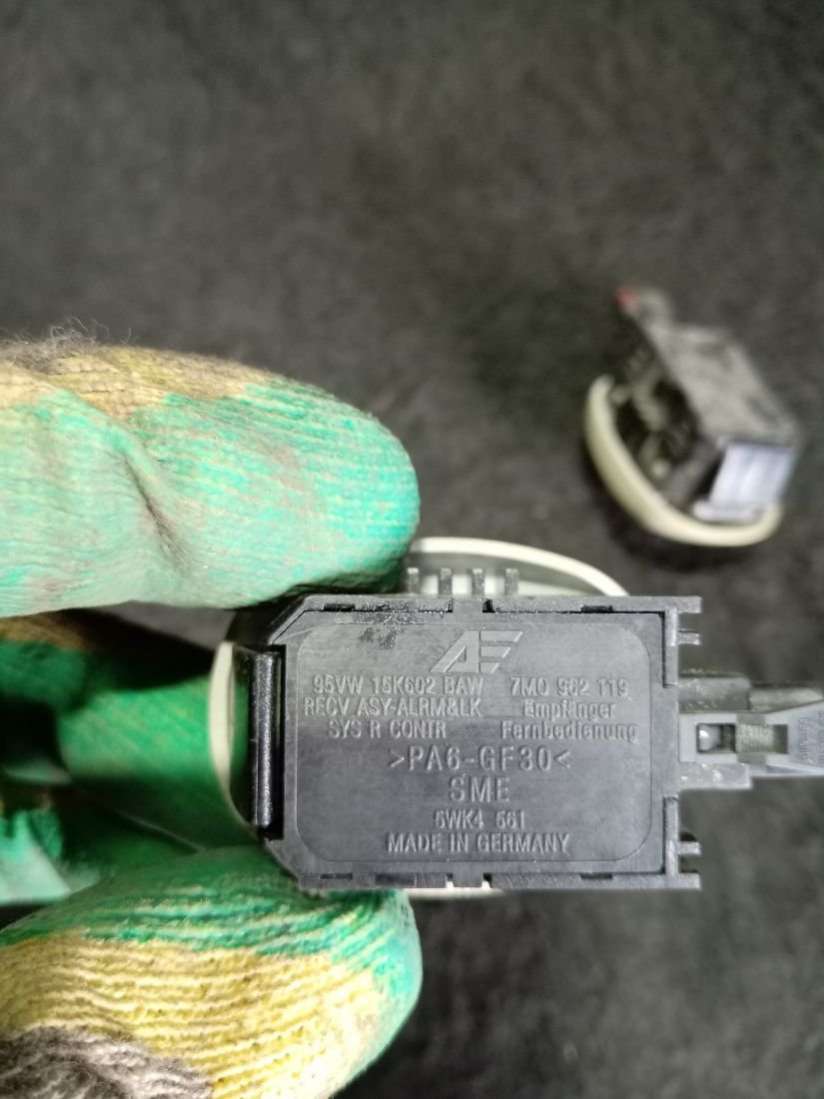 AF
95VW 15K602 BAW 7M0 962 119
RECV ASY-ALRM&LK Empfänger
SYS R CONTR Fernbedienung
>PA6-GF30<
SME
5WK4 561
MADE IN GERMANY